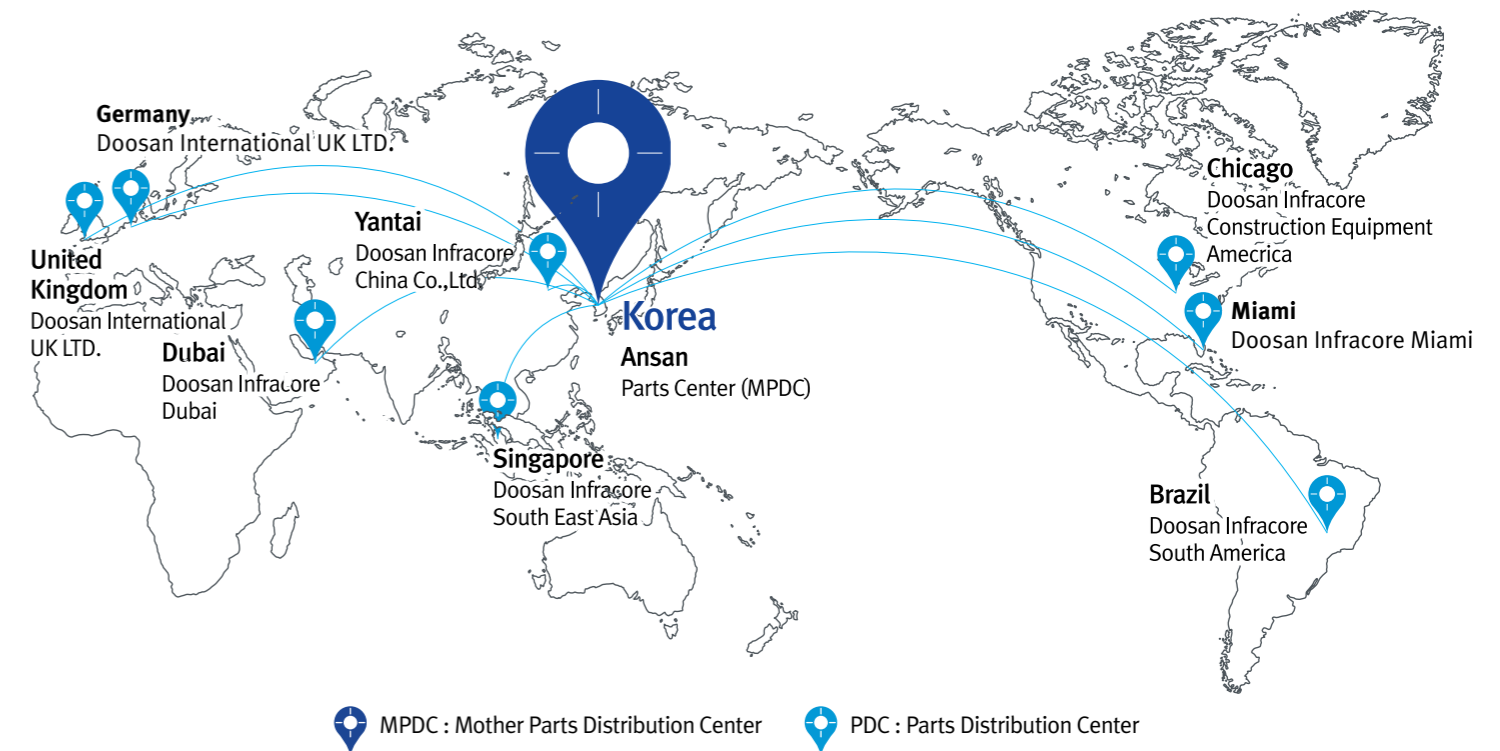 Germany
Doosan International UK LTD.
United
Kingdom
Doosan International
UK LTD.
Yantai
Doosan Infracore
China Co.,Ltd.
Dubai
Doosan Infracore
Dubai
Korea
Ansan
Parts Center (MPDC)
Singapore
Doosan Infracore
South East Asia
Chicago
Doosan Infracore
Construction Equipment
Amecrica
Miami
Doosan Infracore Miami
Brazil
Doosan Infracore
South America
MPDC : Mother Parts Distribution Center
PDC : Parts Distribution Center